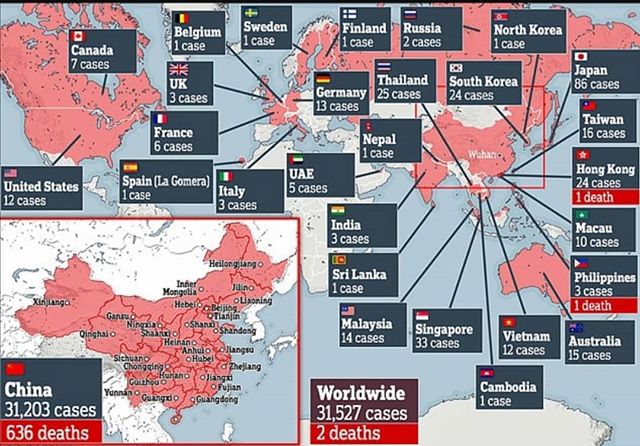 Canada
7 cases
Belgium
1 case
Sweden
1 case
Finland
1 case
Russia
2 cases
North Korea
1 case
UK
3 cases
Germany
13 cases
Thailand
25 cases
South Korea
24 cases
Japan
86 cases
France
6 cases
Nepal
1 case
Taiwan
16 cases
Wuhan
United States
12 cases
Spain (La Gomera)
1 case
Italy
3 cases
UAE
5 cases
Hong Kong
24 cases
1 death
India
3 cases
Macau
10 cases
Sri Lanka
1 case
Philippines
3 cases
1 death
Malaysia
14 cases
Singapore
33 cases
Vietnam
12 cases
Australia
15 cases
Cambodia
1 case
Heilongjiang
Inner
Mongolia
Jilin
Liaoning
Xinjiang
Hebei
Beijing
Tianjin
Gansu
Ningxia
Shanxi
Shandong
Qinghai
Shaanxi
Heinan
Anhui
Jiangsu
Sichuan
Hubei
Chongqing
Zhejiang
Hunan
Jiangxi
Guizhou
Fujian
Yunnan
Guangxi
Guangdong
China
31,203 cases
636 deaths
Worldwide
31,527 cases
2 deaths